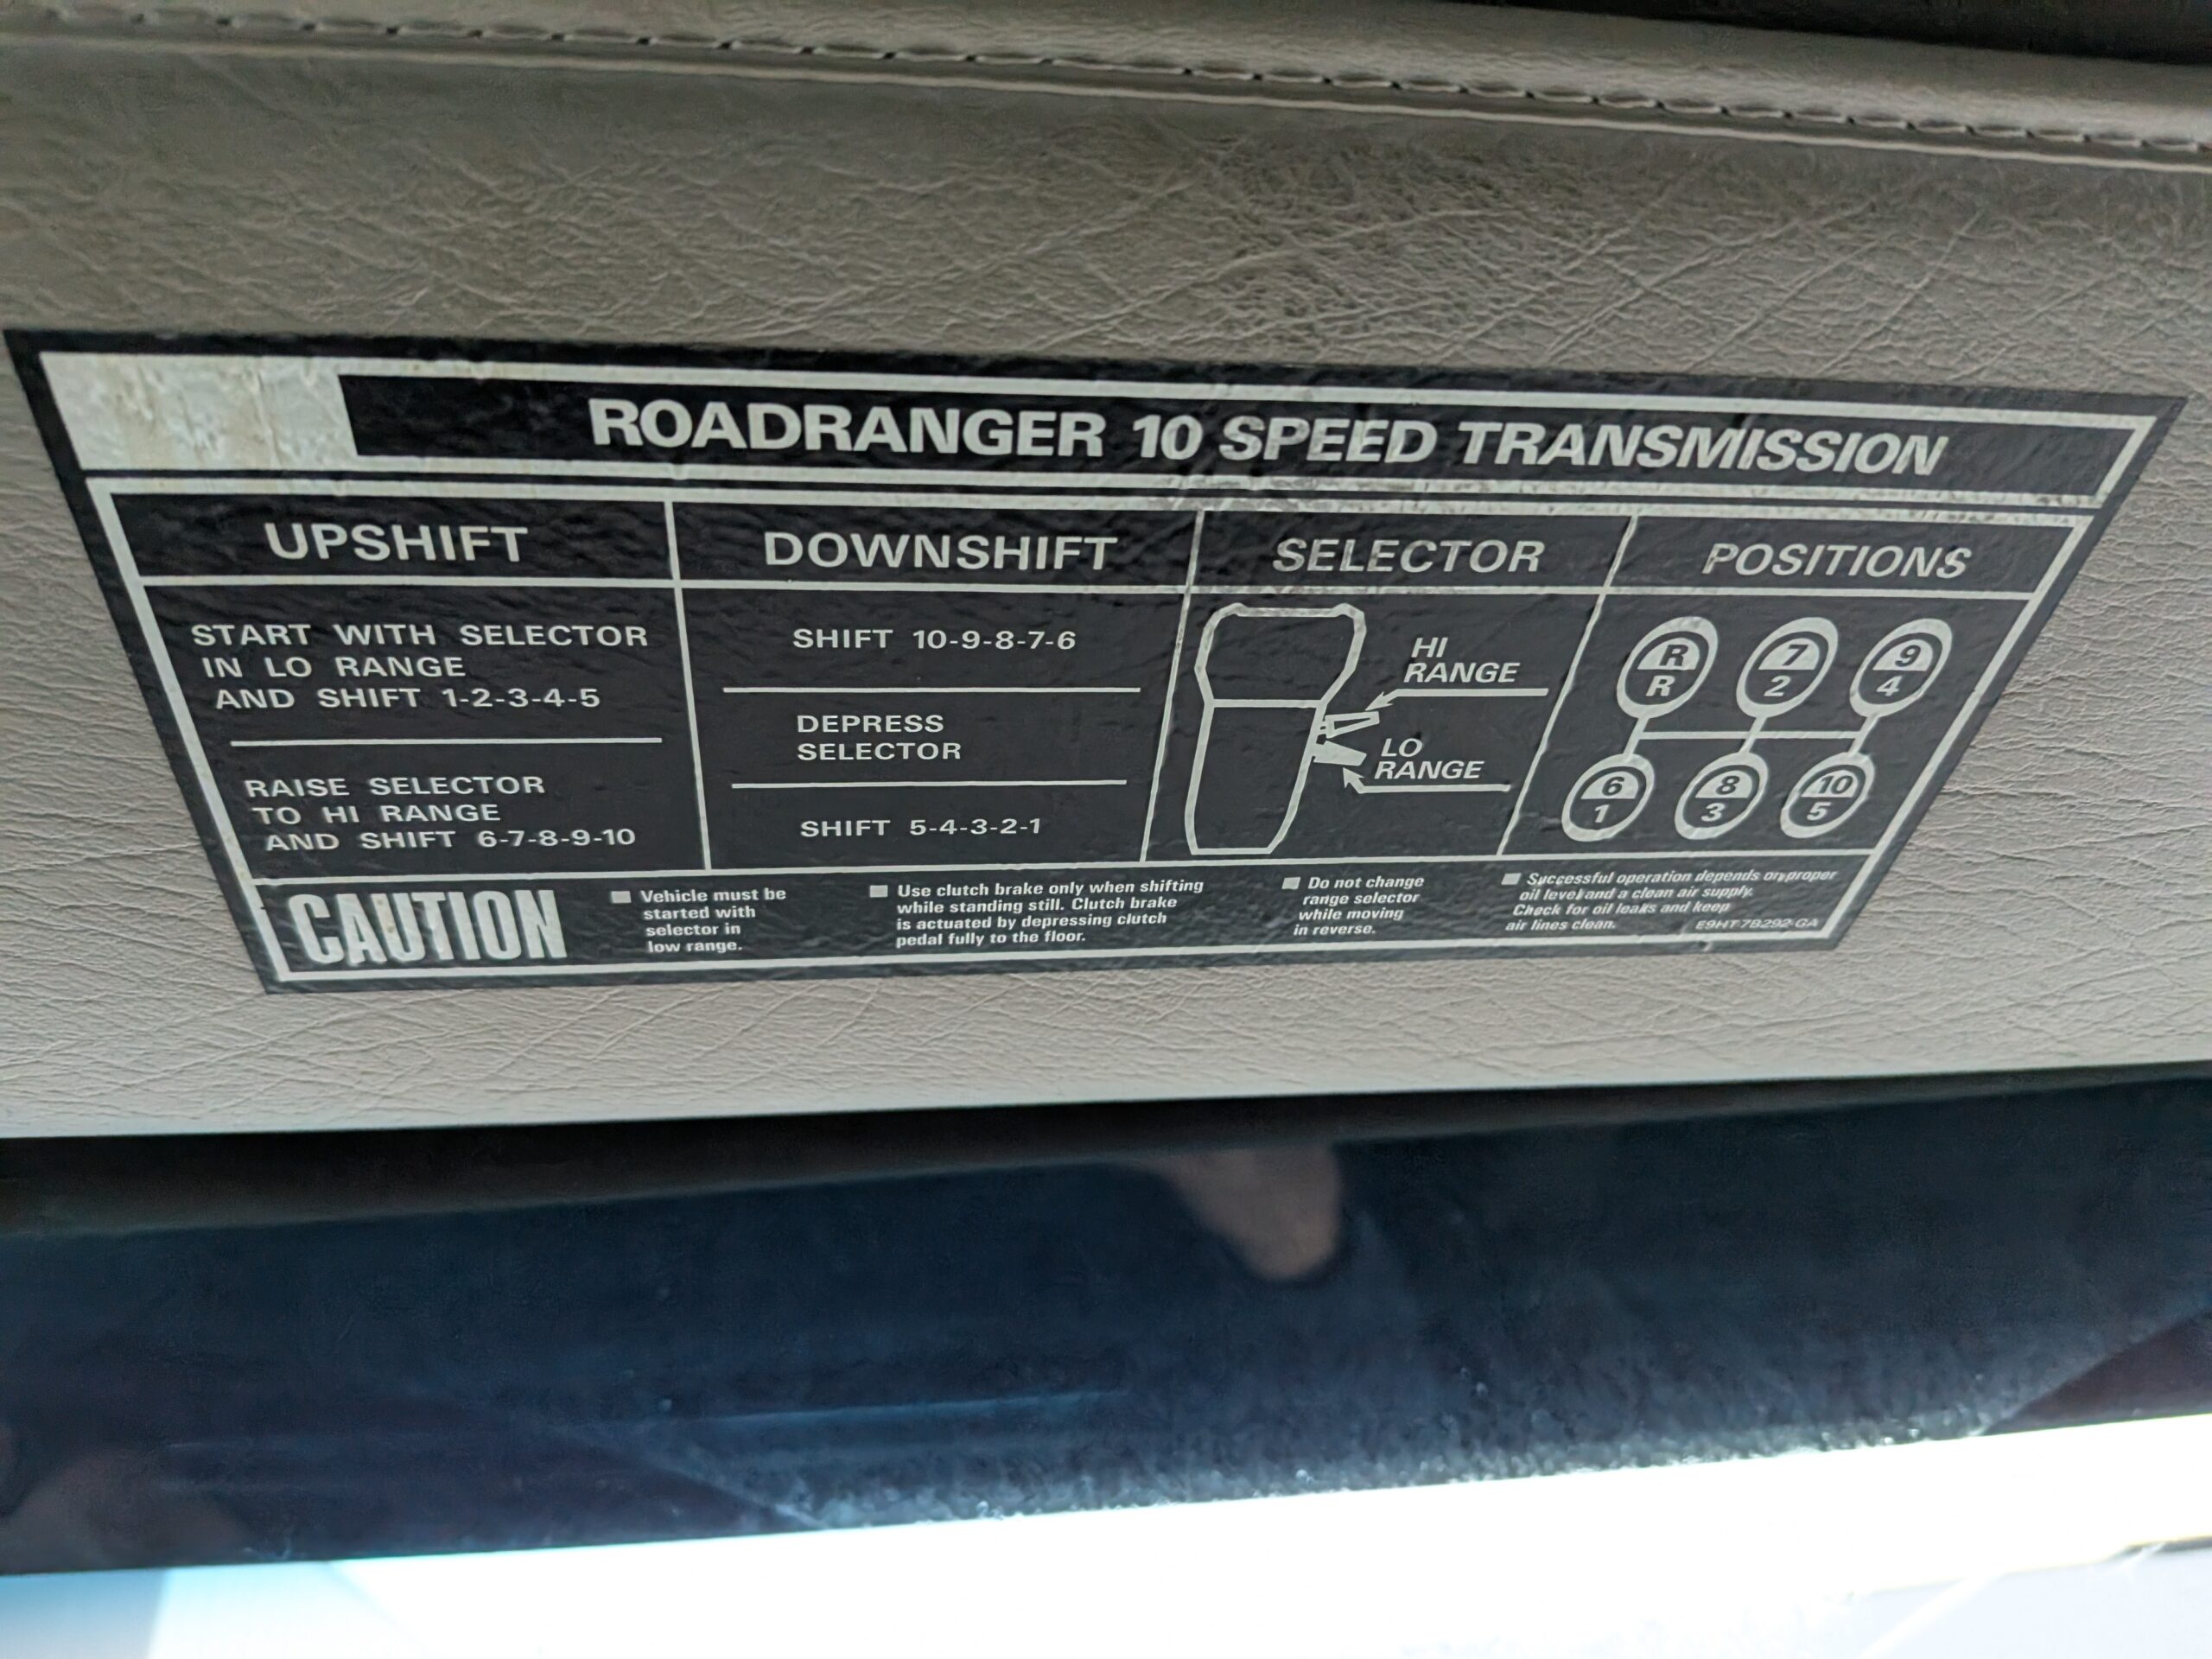 ROADRANGER 10 SPEED TRANSMISSION
UPSHIFT
START WITH SELECTOR
IN LO RANGE
AND SHIFT 1-2-3-4-5
RAISE SELECTOR
TO HI RANGE
AND SHIFT 6-7-8-9-10
DOWNSHIFT
SHIFT 10-9-8-7-6
DEPRESS
SELECTOR
SHIFT 5-4-3-2-1
SELECTOR
HI
RANGE
LO
RANGE
POSITIONS
R 7 9
R 2 4
6 8 10
1 3 5
CAUTION
■ Vehicle must be
started with
selector in
low range.
■ Use clutch brake only when shifting
while standing still. Clutch brake
is actuated by depressing clutch
pedal fully to the floor.
■ Do not change
range selector
while moving
in reverse.
■ Successful operation depends on proper
oil level and a clean air supply.
Check for oil leaks and keep
air lines clean.
E9HT-7B292-GA